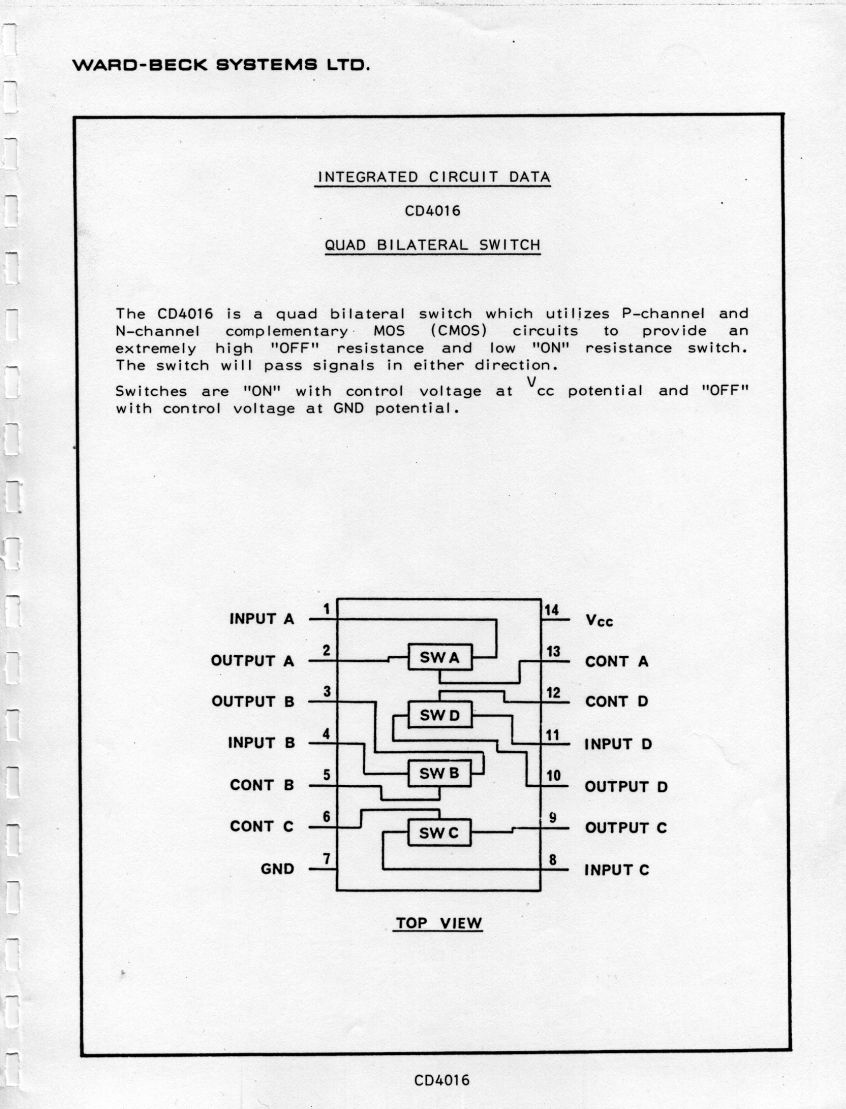 WARD-BECK SYSTEMS LTD.
INTEGRATED CIRCUIT DATA
CD4016
QUAD BILATERAL SWITCH
The CD4016 is a quad bilateral switch which utilizes P-channel and
N-channel complementary MOS (CMOS) circuits to provide an
extremely high "OFF" resistance and low "ON" resistance switch.
The switch will pass signals in either direction.
Switches are "ON" with control voltage at Vcc potential and "OFF"
with control voltage at GND potential.
INPUT A 1 14 Vcc
OUTPUT A 2 SW A 13 CONT A
OUTPUT B 3 SW D 12 CONT D
INPUT B 4 11 INPUT D
CONT B 5 SW B 10 OUTPUT D
CONT C 6 SW C 9 OUTPUT C
GND 7 8 INPUT C
TOP VIEW
CD4016